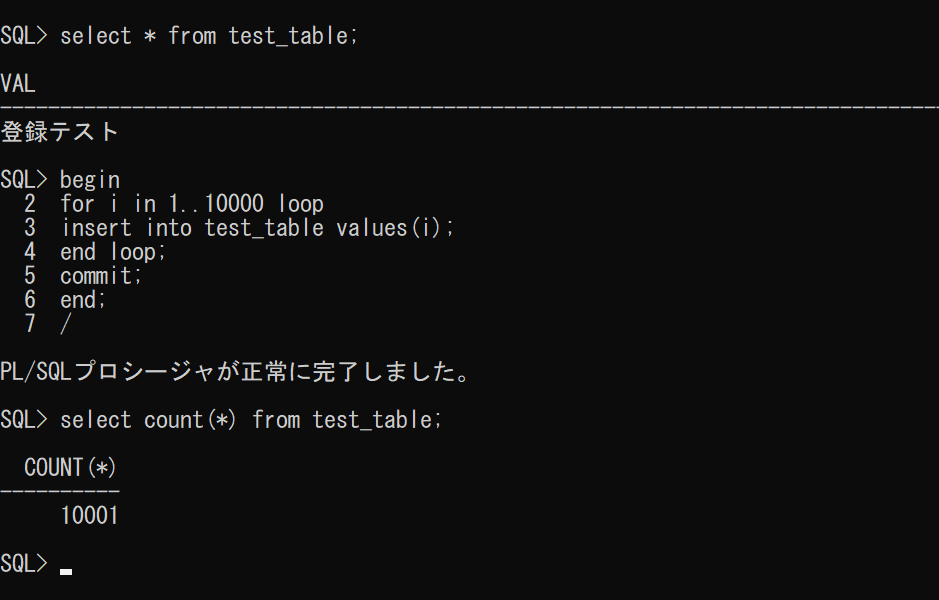 SQL> select * from test_table;
VAL
--------------------------------------------------------------------------------
登録テスト
SQL> begin
2 for i in 1..10000 loop
3 insert into test_table values(i);
4 end loop;
5 commit;
6 end;
7 /
PL/SQLプロシージャが正常に完了しました。
SQL> select count(*) from test_table;
COUNT(*)
----------
10001
SQL>